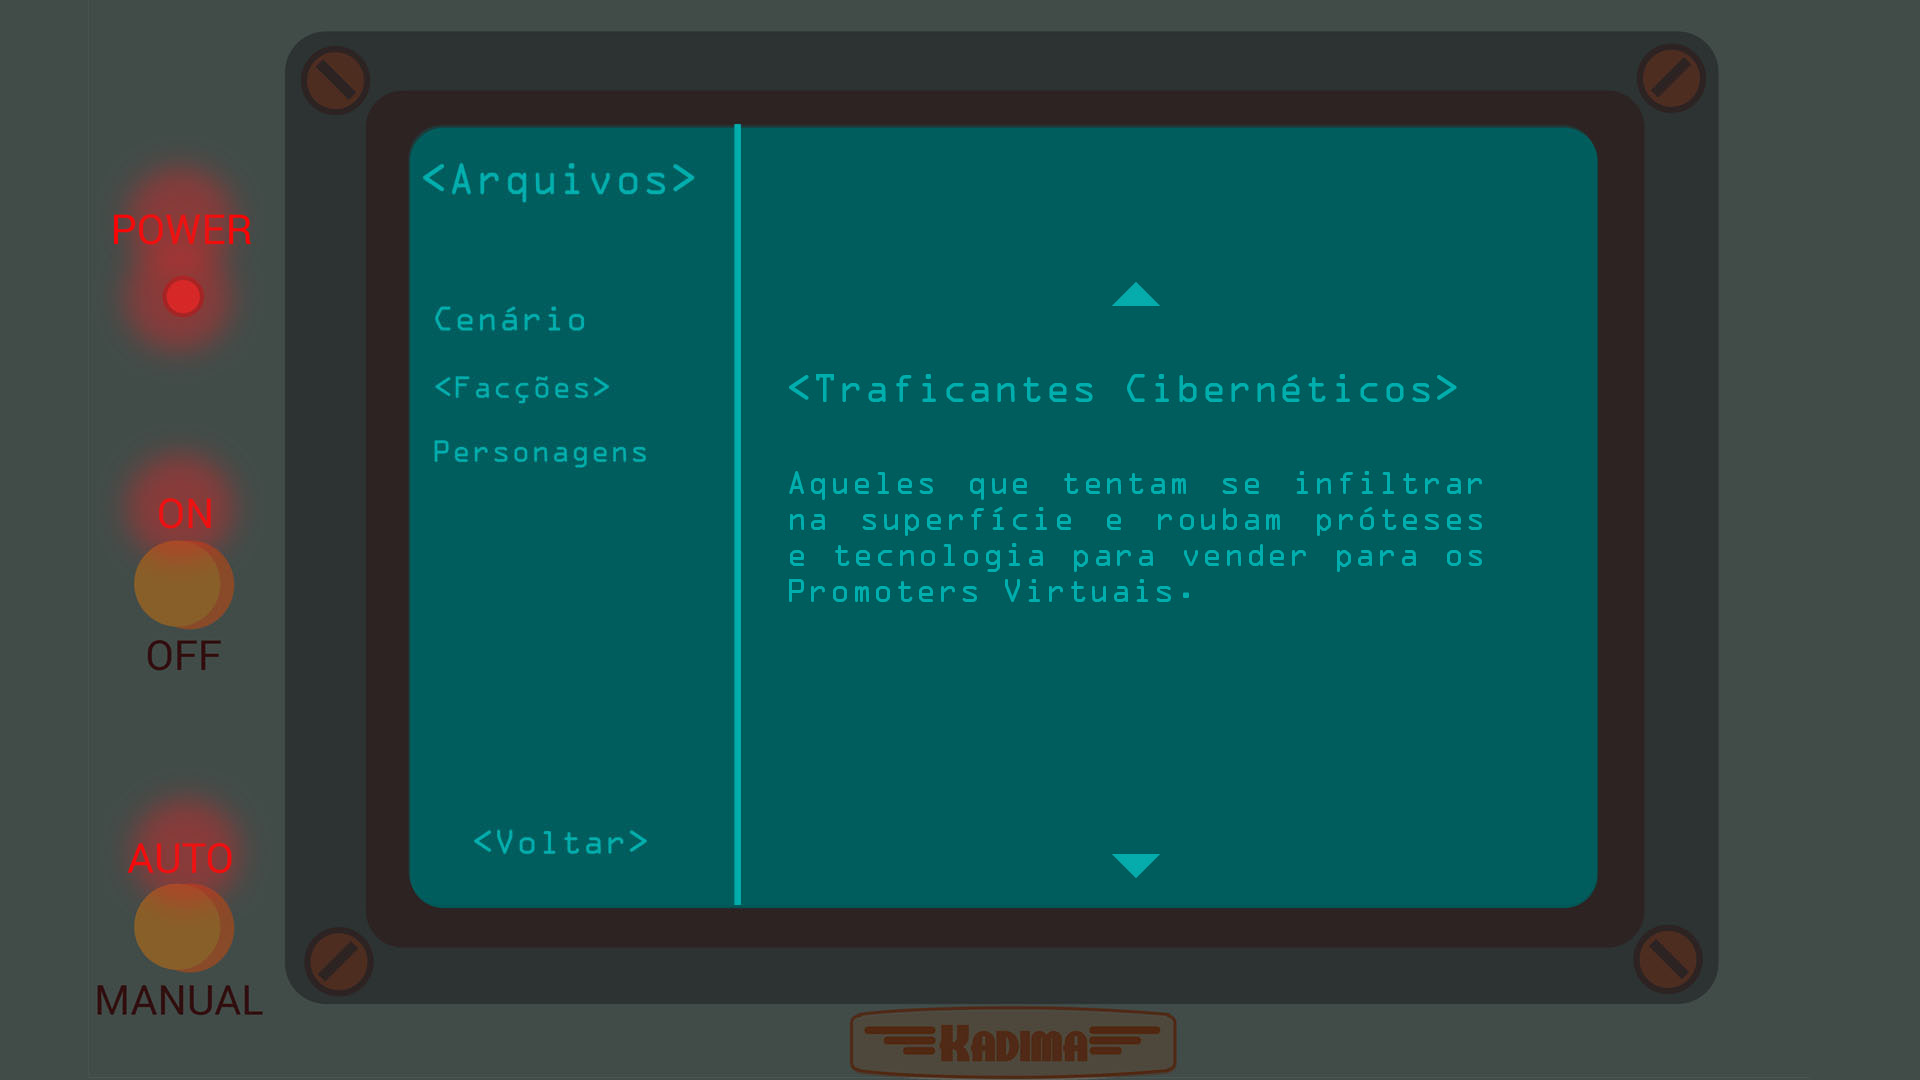 POWER
ON
OFF
AUTO
MANUAL
<Arquivos>
Cenário
<Facções>
Personagens
<Voltar>
<Traficantes Cibernéticos>
Aqueles que tentam se infiltrar
na superfície e roubam próteses
e tecnologia para vender para os
Promoters Virtuais.
KADIMA